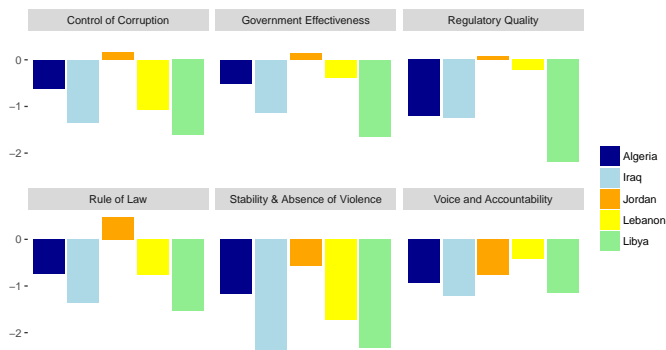 Control of Corruption
Government Effectiveness
Regulatory Quality
0
−1
−2
Rule of Law
Stability & Absence of Violence
Voice and Accountability
0
−1
−2
Algeria
Iraq
Jordan
Lebanon
Libya